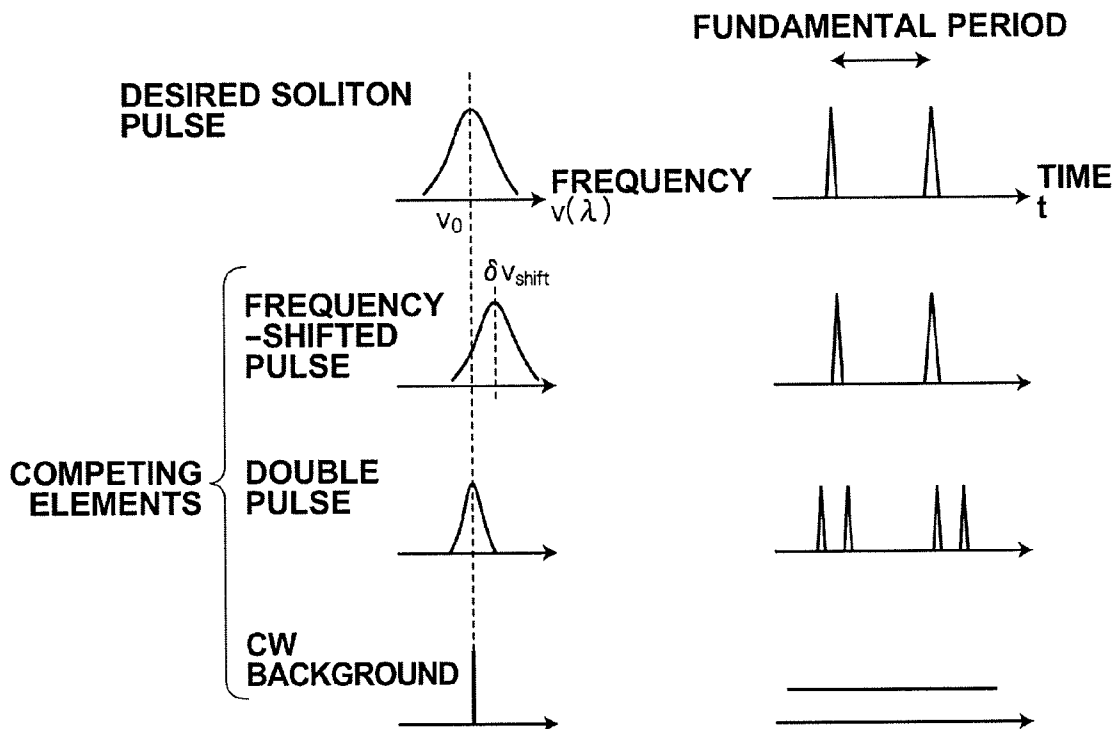 FUNDAMENTAL PERIOD
DESIRED SOLITON
PULSE
FREQUENCY
ν(λ)
ν0
TIME
t
COMPETING
ELEMENTS
FREQUENCY
-SHIFTED
PULSE
δνshift
DOUBLE
PULSE
CW
BACKGROUND